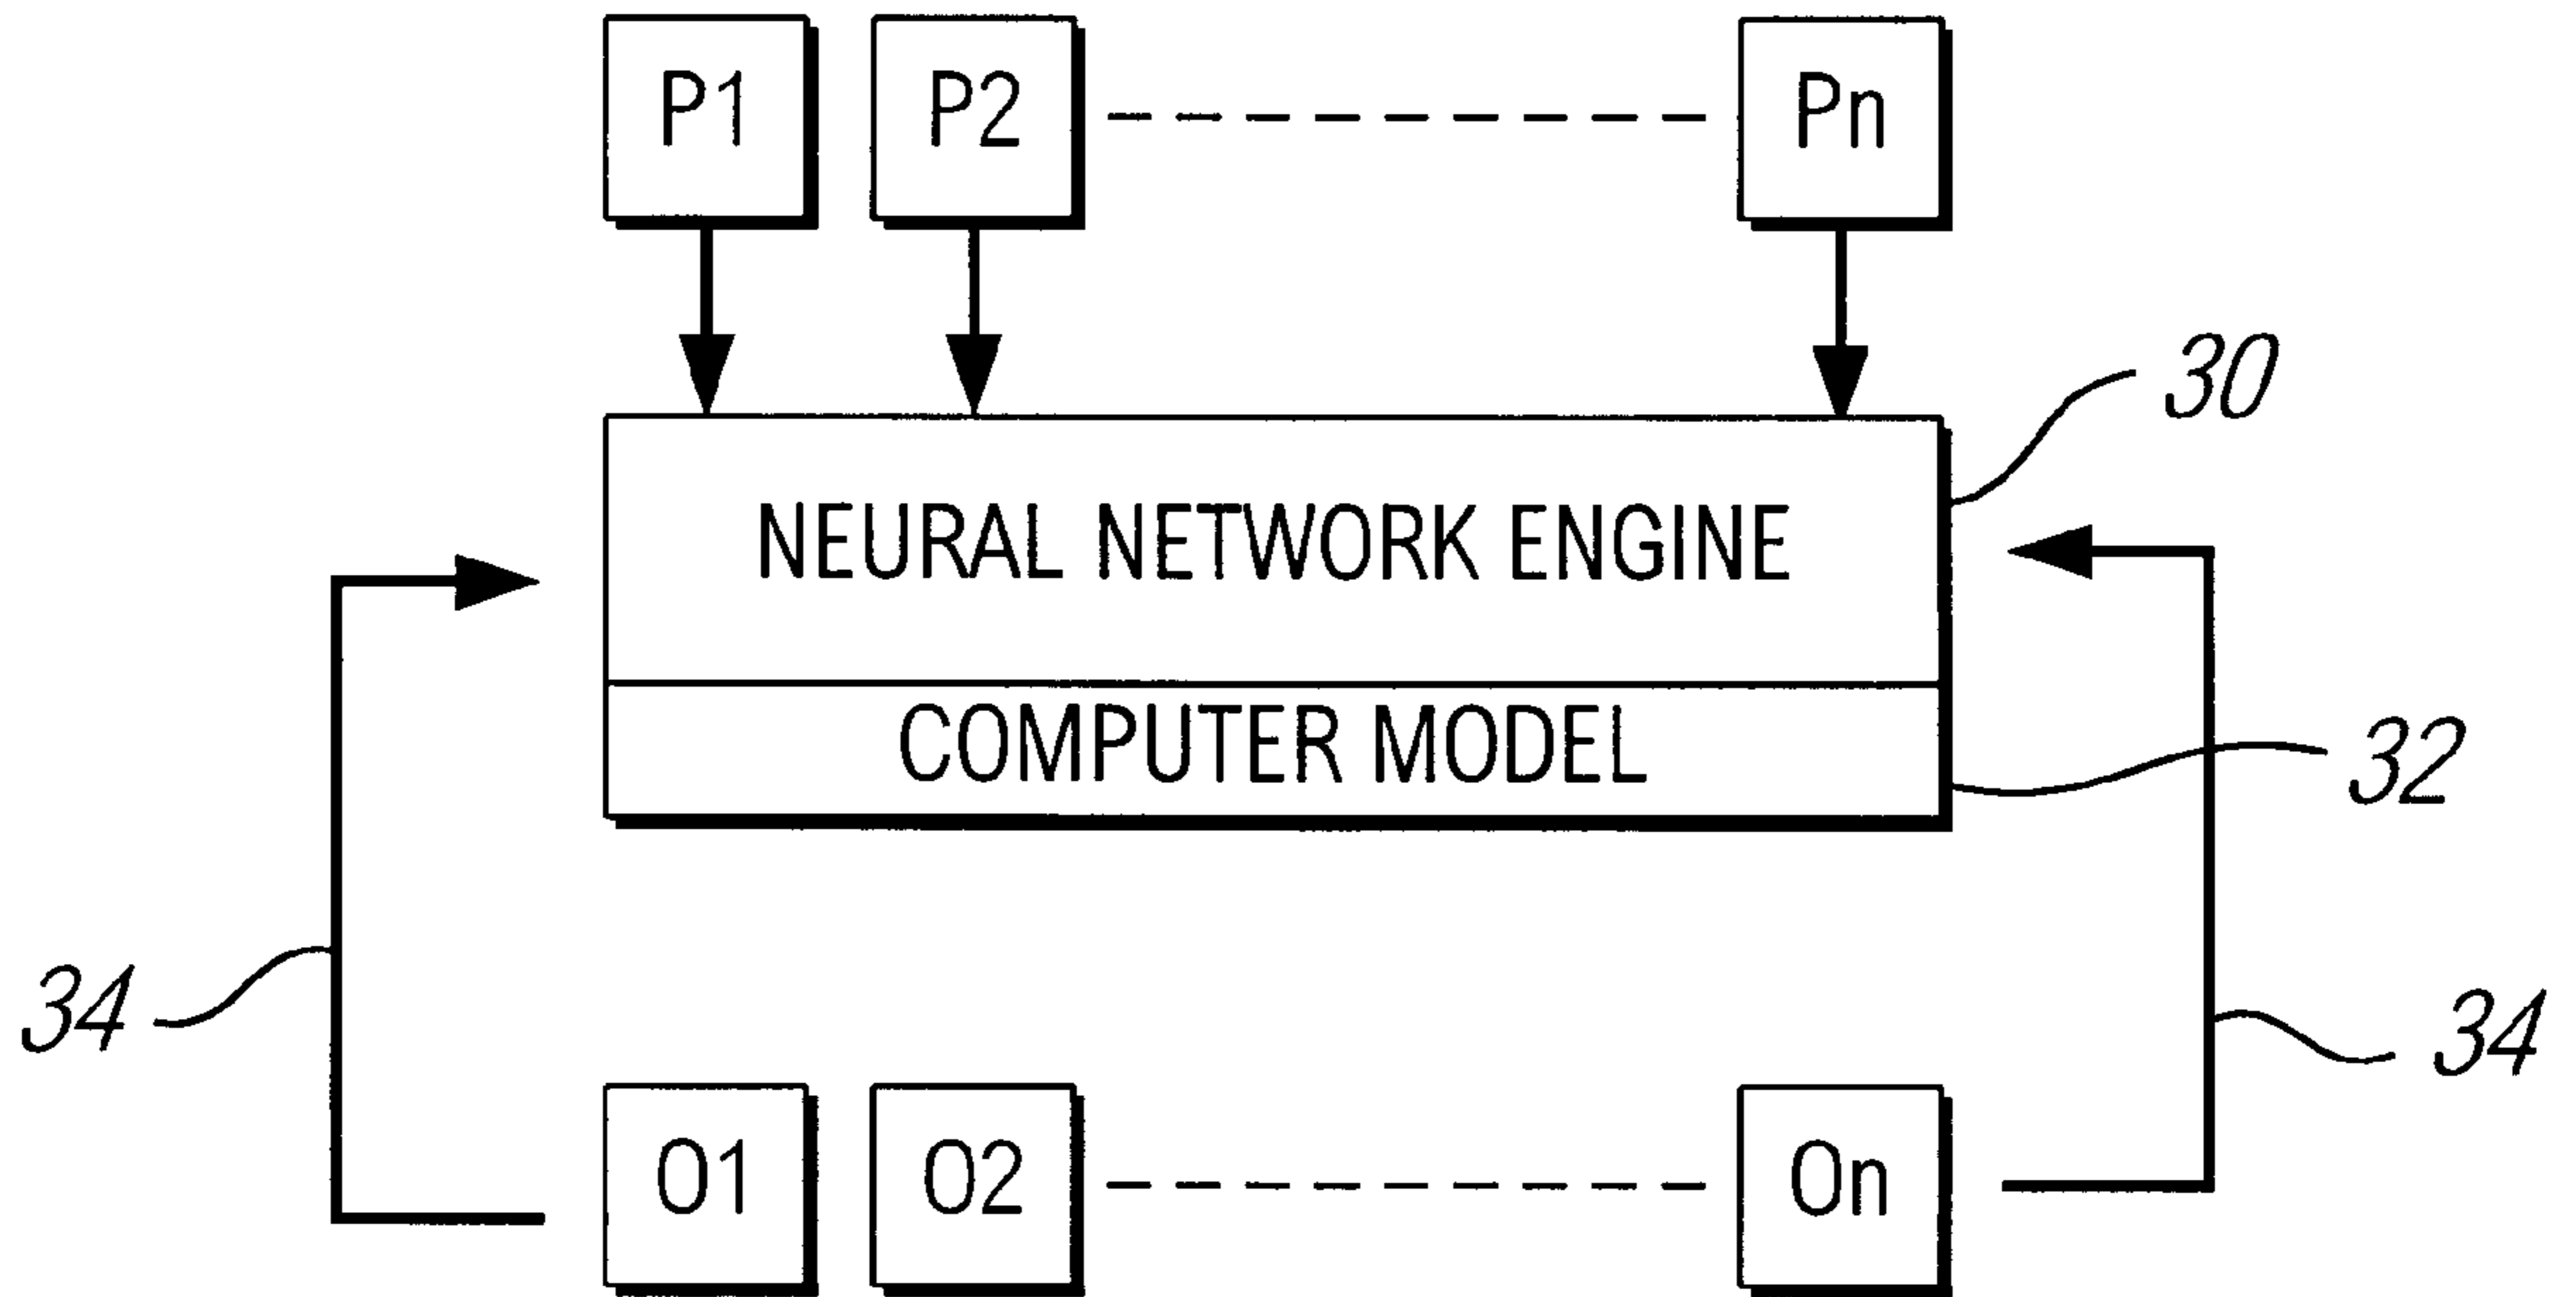 P1 P2 Pn
30
NEURAL NETWORK ENGINE
COMPUTER MODEL
32
34
34
O1 O2 On